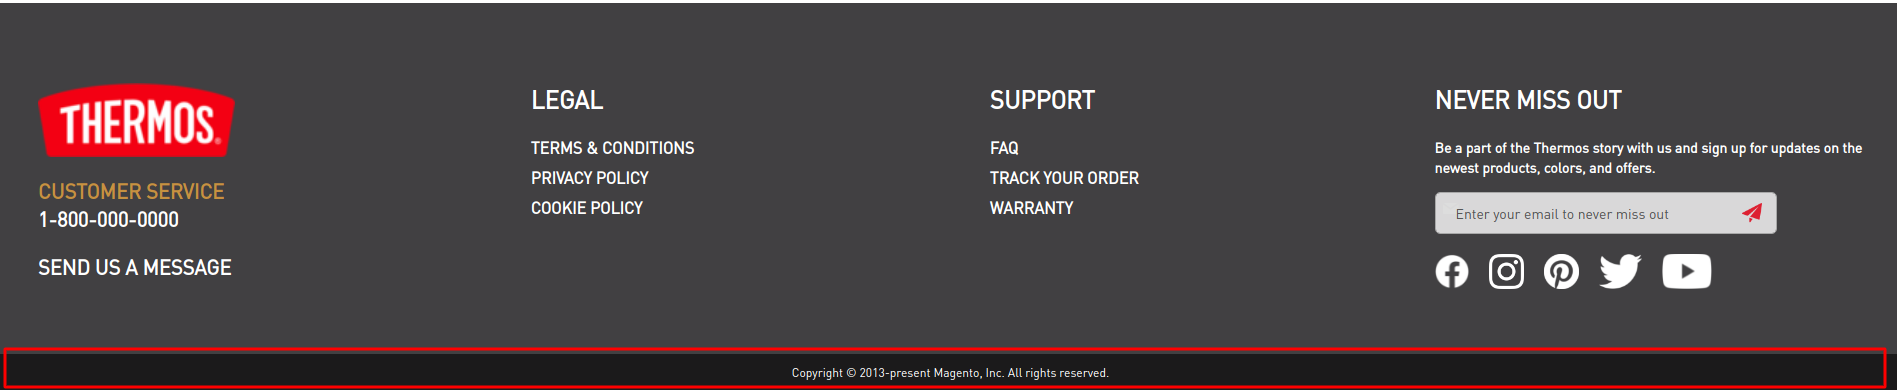 THERMOS®
CUSTOMER SERVICE
1-800-000-0000
SEND US A MESSAGE
LEGAL
TERMS & CONDITIONS
PRIVACY POLICY
COOKIE POLICY
SUPPORT
FAQ
TRACK YOUR ORDER
WARRANTY
NEVER MISS OUT
Be a part of the Thermos story with us and sign up for updates on the
newest products, colors, and offers.
Enter your email to never miss out
Copyright © 2013-present Magento, Inc. All rights reserved.